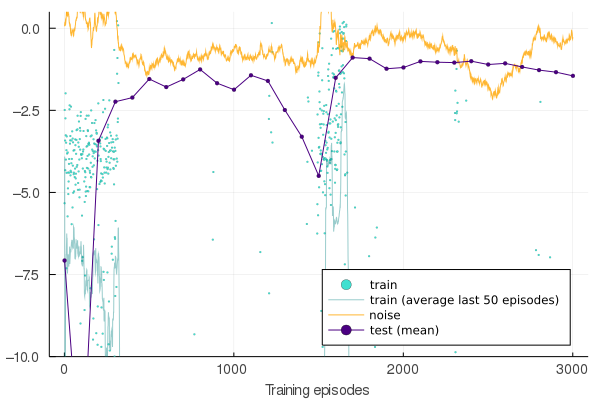 0.0
−2.5
−5.0
−7.5
−10.0
train
train (average last 50 episodes)
noise
test (mean)
0
1000
2000
3000
Training episodes